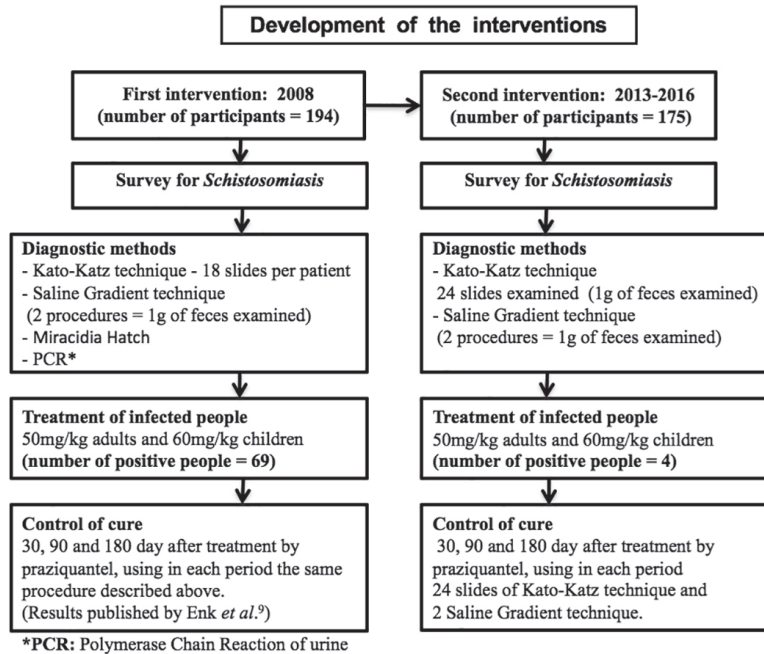 Development of the interventions
First intervention: 2008
(number of participants = 194)
Survey for Schistosomiasis
Diagnostic methods
- Kato-Katz technique - 18 slides per patient
- Saline Gradient technique
(2 procedures = 1g of feces examined)
- Miracidia Hatch
- PCR*
Treatment of infected people
50mg/kg adults and 60mg/kg children
(number of positive people = 69)
Control of cure
30, 90 and 180 day after treatment by
praziquantel, using in each period the same
procedure described above.
(Results published by Enk et al.⁹)
*PCR: Polymerase Chain Reaction of urine
Second intervention: 2013-2016
(number of participants = 175)
Survey for Schistosomiasis
Diagnostic methods
- Kato-Katz technique
24 slides examined (1g of feces examined)
- Saline Gradient technique
(2 procedures = 1g of feces examined)
Treatment of infected people
50mg/kg adults and 60mg/kg children
(number of positive people = 4)
Control of cure
30, 90 and 180 day after treatment by
praziquantel, using in each period
24 slides of Kato-Katz technique and
2 Saline Gradient technique.